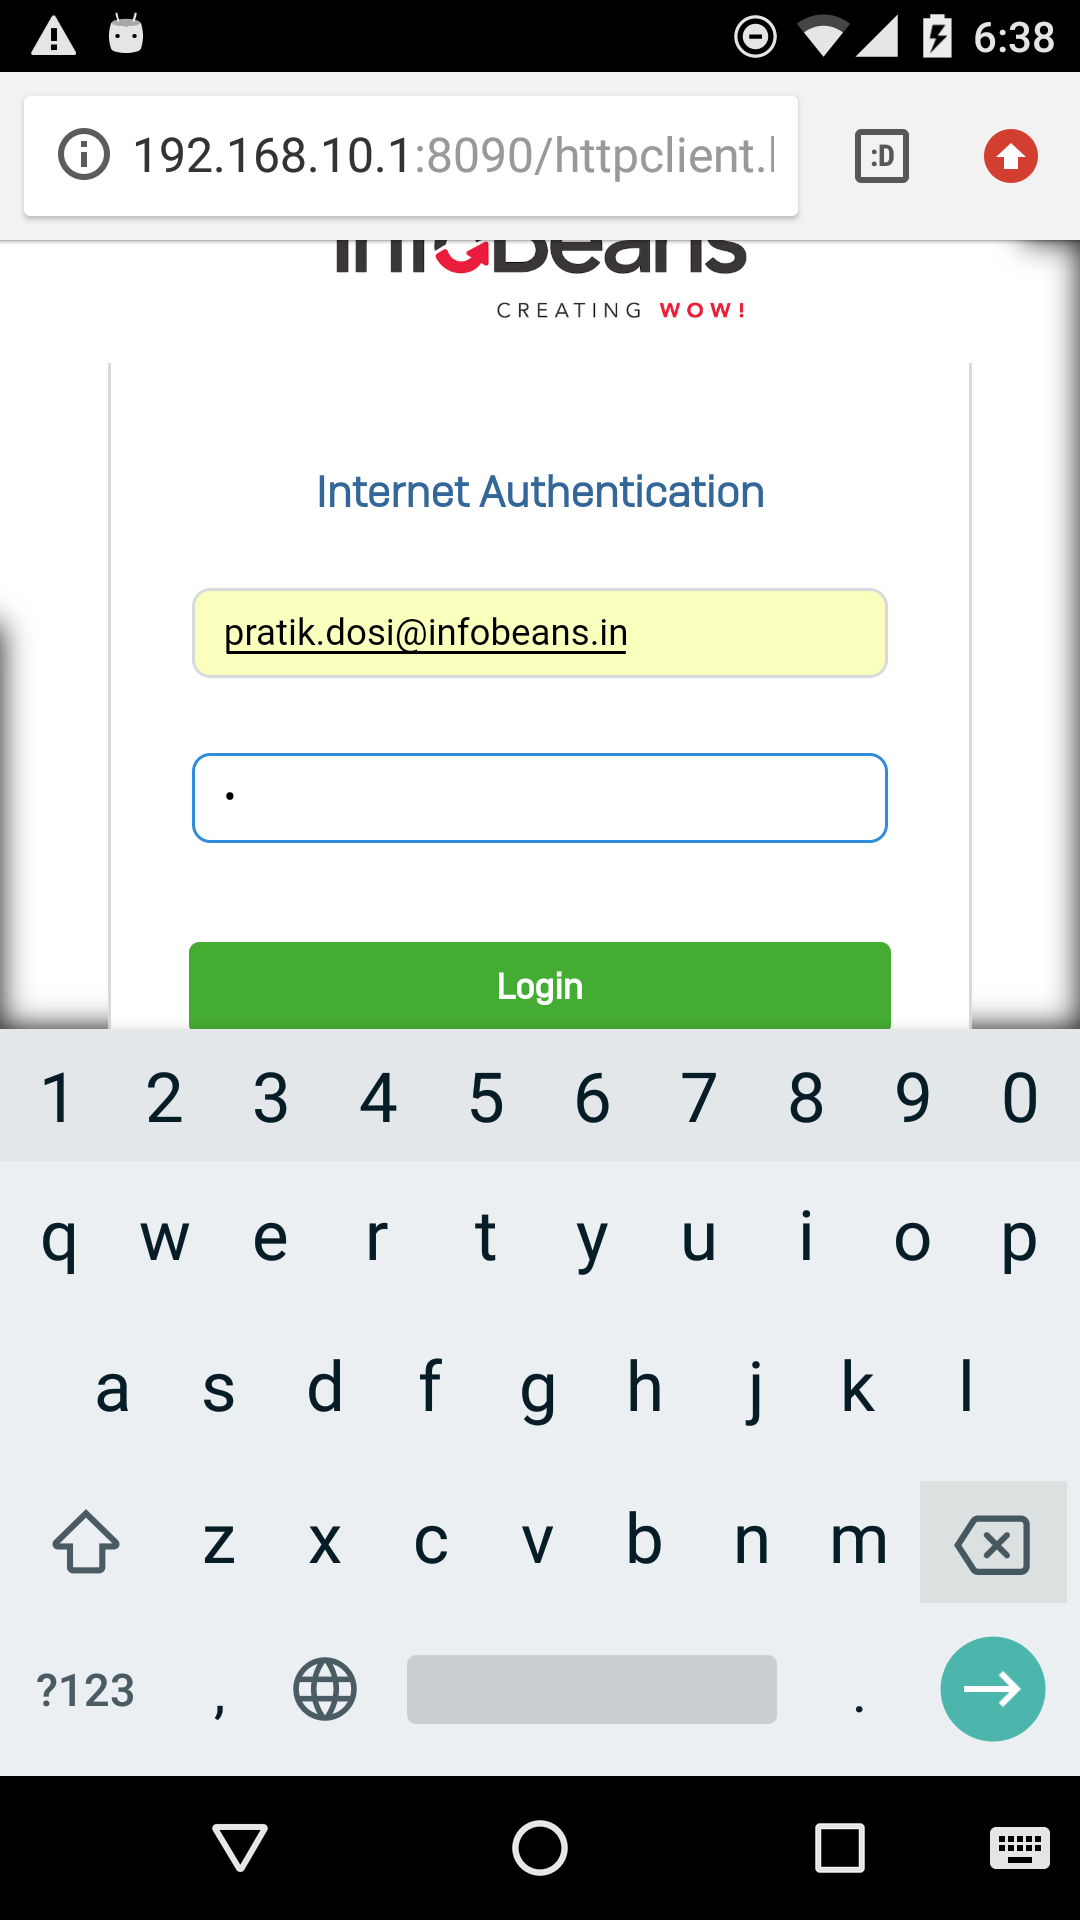 6:38
192.168.10.1:8090/httpclient.
:D
InfoBeans
CREATING WOW!
Internet Authentication
pratik.dosi@infobeans.in
•
Login
1 2 3 4 5 6 7 8 9 0
q w e r t y u i o p
a s d f g h j k l
z x c v b n m
?123 , .